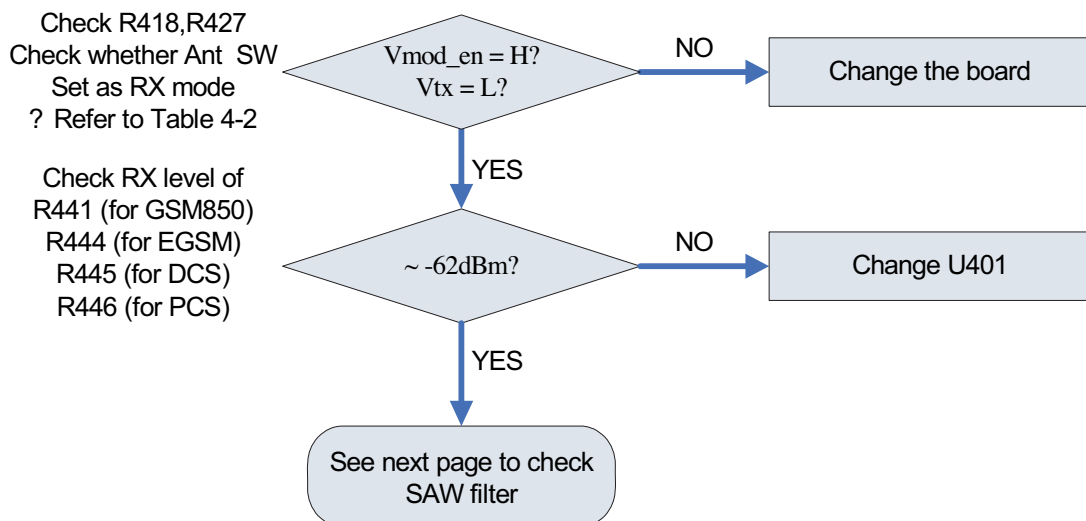 Check R418,R427
Check whether Ant SW
Set as RX mode
? Refer to Table 4-2
Vmod_en = H?
Vtx = L?
NO
Change the board
YES
Check RX level of
R441 (for GSM850)
R444 (for EGSM)
R445 (for DCS)
R446 (for PCS)
~ -62dBm?
NO
Change U401
YES
See next page to check
SAW filter